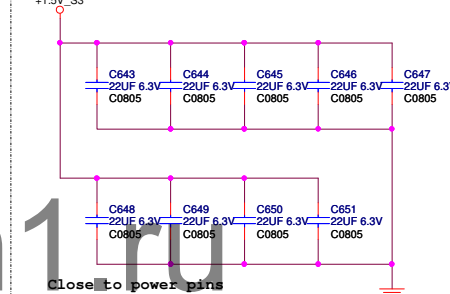 +1.5V_S3
C643 C644 C645 C646 C647
22UF 6.3V 22UF 6.3V 22UF 6.3V 22UF 6.3V 22UF 6.3V
C0805 C0805 C0805 C0805 C0805
C648 C649 C650 C651
22UF 6.3V 22UF 6.3V 22UF 6.3V 22UF 6.3V
C0805 C0805 C0805 C0805
1.ru
Close to power pins